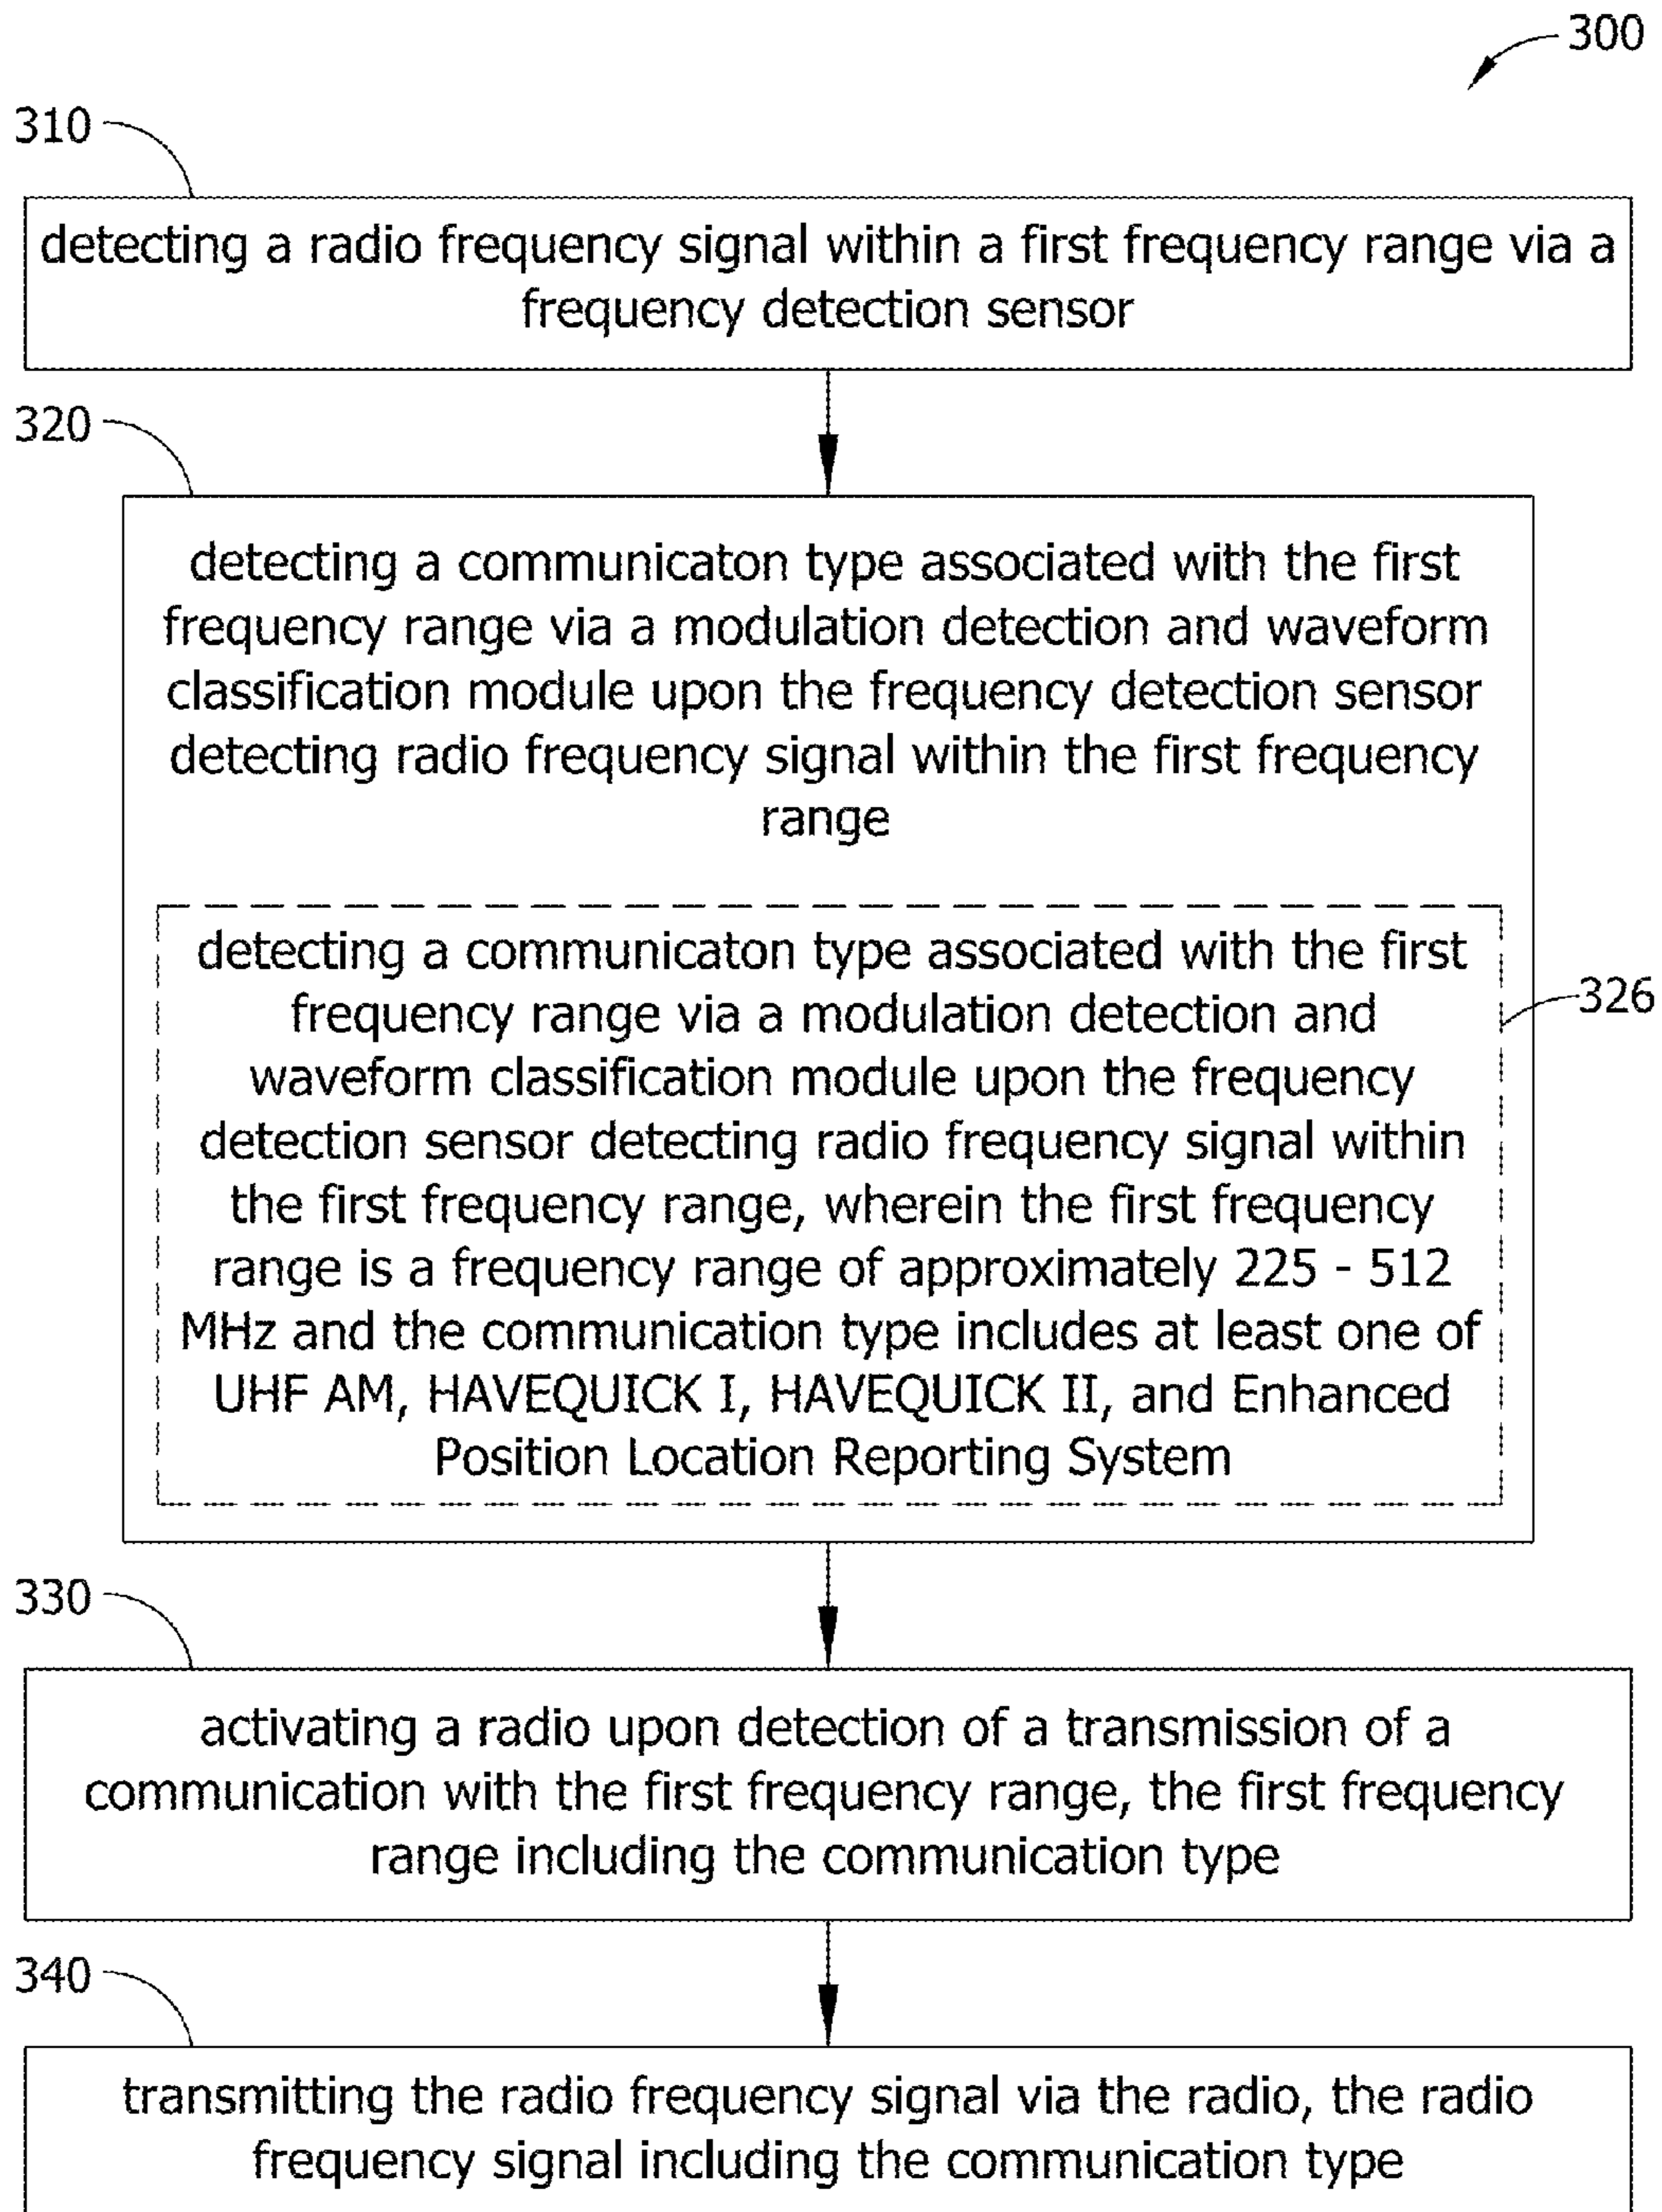 300
310
detecting a radio frequency signal within a first frequency range via a
frequency detection sensor
320
detecting a communicaton type associated with the first
frequency range via a modulation detection and waveform
classification module upon the frequency detection sensor
detecting radio frequency signal within the first frequency
range
detecting a communicaton type associated with the first
frequency range via a modulation detection and
waveform classification module upon the frequency
detection sensor detecting radio frequency signal within
the first frequency range, wherein the first frequency
range is a frequency range of approximately 225 - 512
MHz and the communication type includes at least one of
UHF AM, HAVEQUICK I, HAVEQUICK II, and Enhanced
Position Location Reporting System
326
330
activating a radio upon detection of a transmission of a
communication with the first frequency range, the first frequency
range including the communication type
340
transmitting the radio frequency signal via the radio, the radio
frequency signal including the communication type